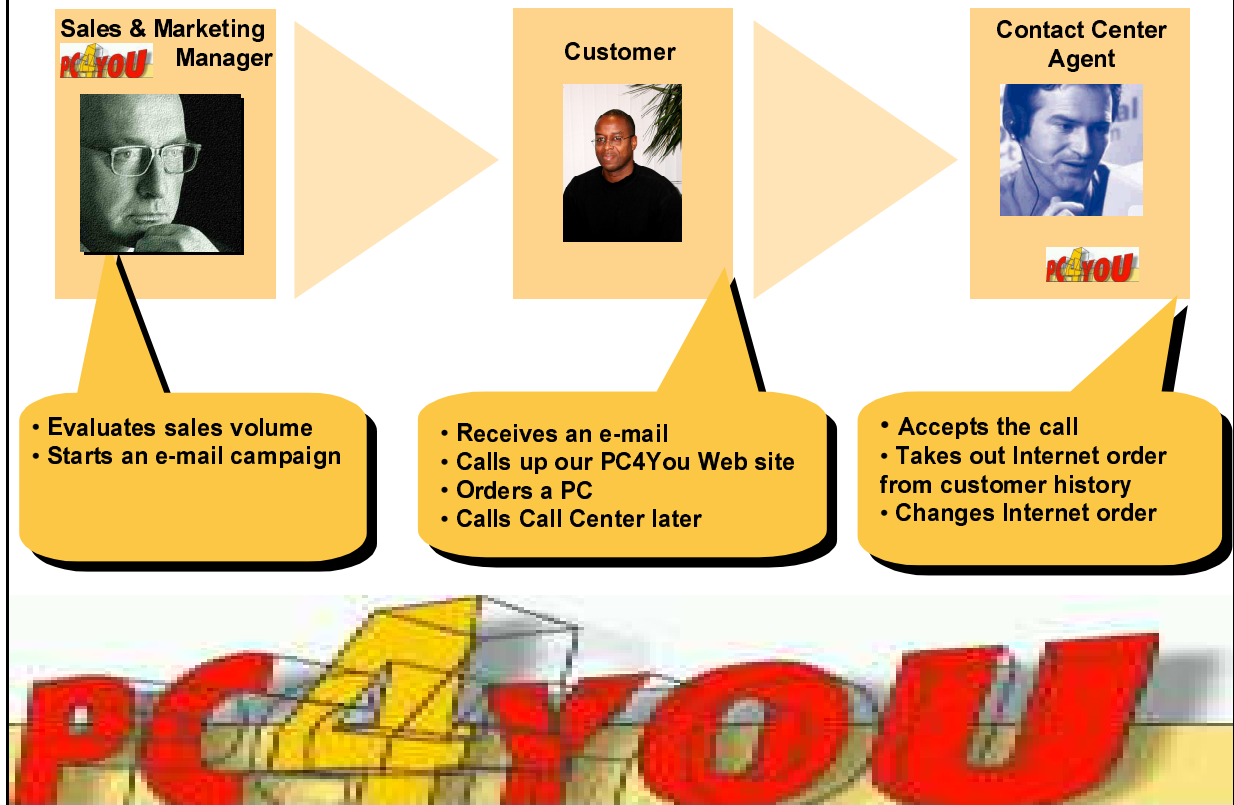 Sales & Marketing
Manager
PC4YOU
Customer
Contact Center
Agent
PC4YOU
• Evaluates sales volume
• Starts an e-mail campaign
• Receives an e-mail
• Calls up our PC4You Web site
• Orders a PC
• Calls Call Center later
• Accepts the call
• Takes out Internet order
from customer history
• Changes Internet order
PC4YOU